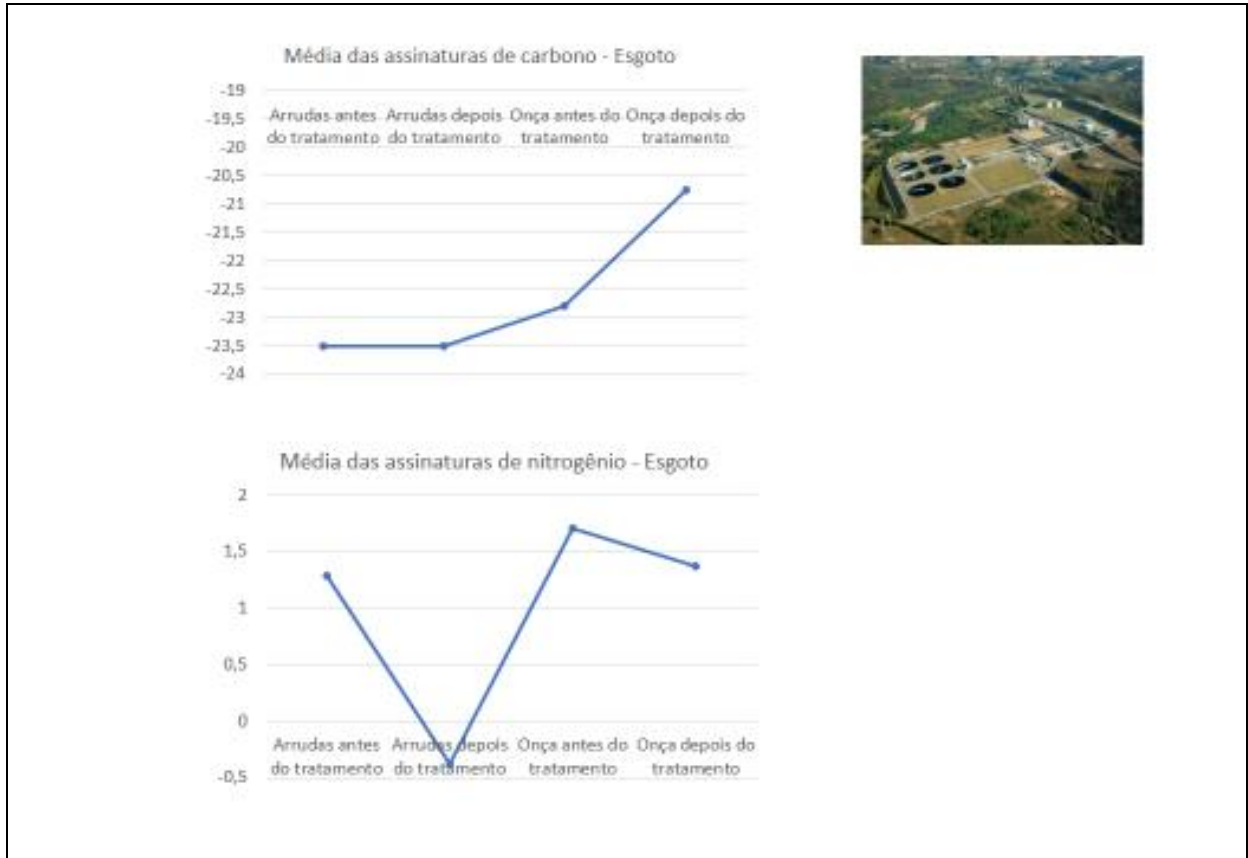 Média das assinaturas de carbono - Esgoto
-19
-19,5
-20
-20,5
-21
-21,5
-22
-22,5
-23
-23,5
-24
Arrudas antes do tratamento
Arrudas depois do tratamento
Onça antes do tratamento
Onça depois do tratamento
Média das assinaturas de nitrogênio - Esgoto
2
1,5
1
0,5
0
-0,5
Arrudas antes do tratamento
Arrudas depois do tratamento
Onça antes do tratamento
Onça depois do tratamento